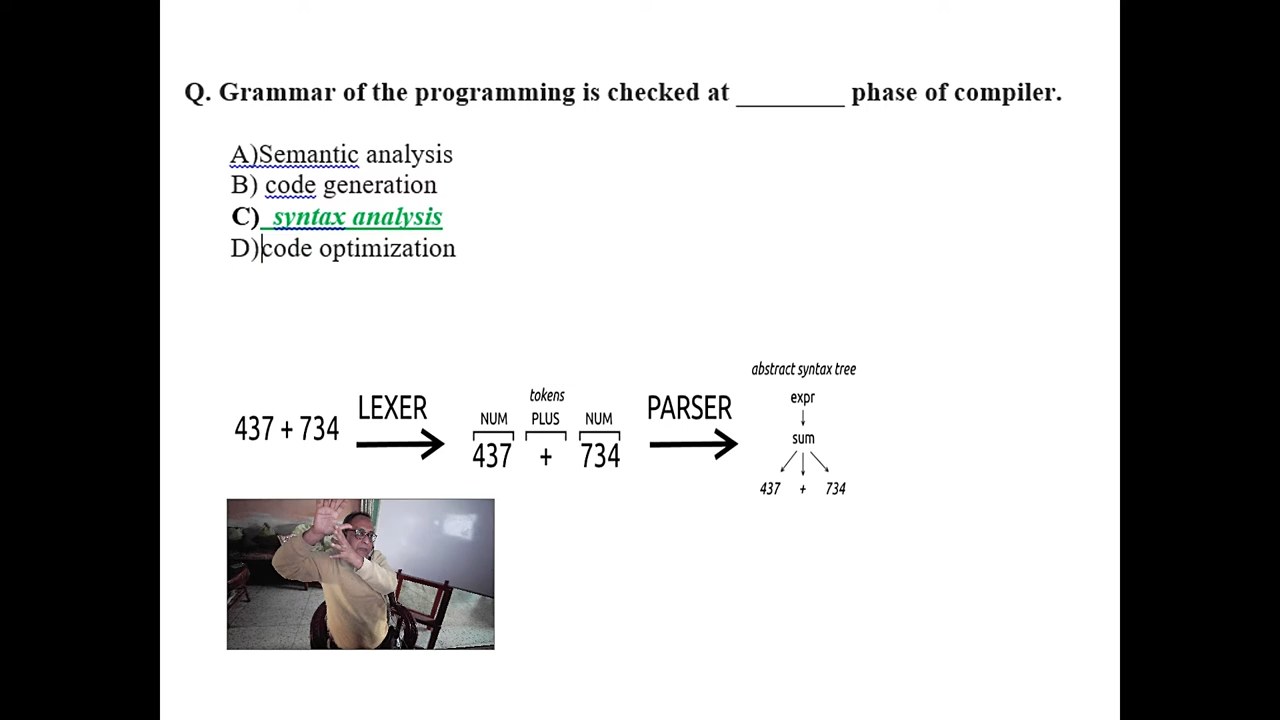 Q. Grammar of the programming is checked at ________ phase of compiler.
A)Semantic analysis
B) code generation
C)  syntax analysis
D)code optimization
abstract syntax tree
437 + 734 LEXER tokens PARSER expr
NUM PLUS NUM sum
437 + 734
437 + 734